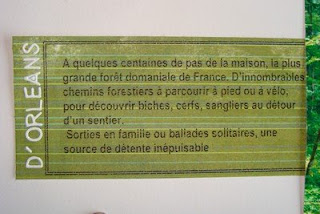 D'ORLEANS
A quelques centaines de pas de la maison, la plus
grande forêt domaniale de France. D'innombrables
chemins forestiers à parcourir à pied ou à vélo,
pour découvrir biches, cerfs, sangliers au détour
d'un sentier.
Sorties en famille ou ballades solitaires, une
source de détente inépuisable